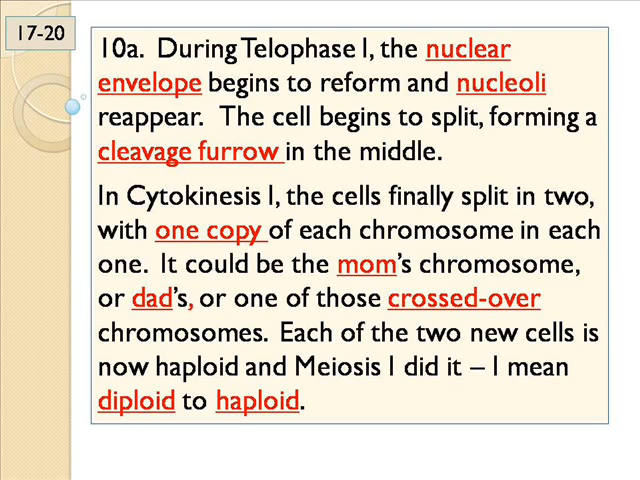 17-20
10a. During Telophase I, the nuclear
envelope begins to reform and nucleoli
reappear. The cell begins to split, forming a
cleavage furrow in the middle.
In Cytokinesis I, the cells finally split in two,
with one copy of each chromosome in each
one. It could be the mom's chromosome,
or dad's, or one of those crossed-over
chromosomes. Each of the two new cells is
now haploid and Meiosis I did it – I mean
diploid to haploid.